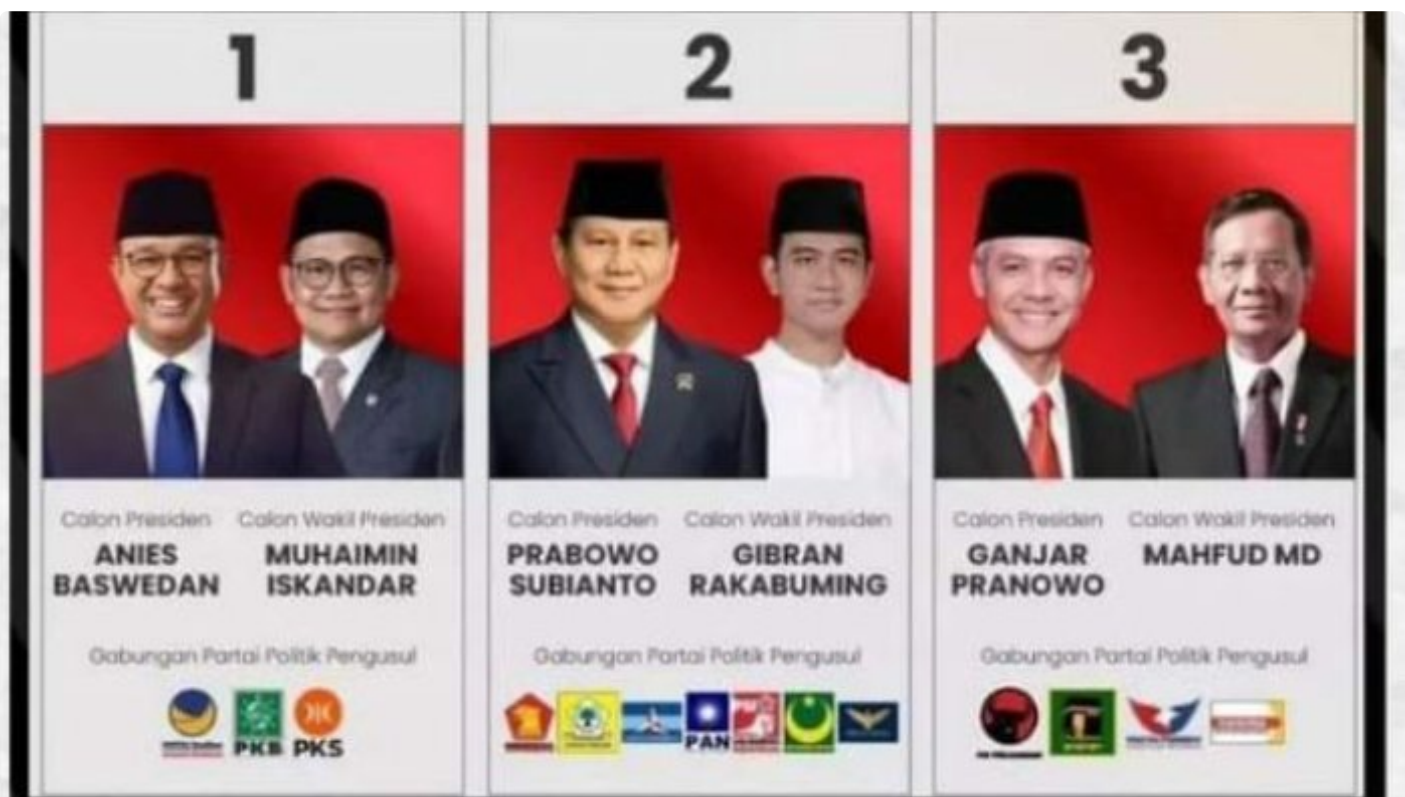 1
Calon Presiden Calon Wakil Presiden
ANIES MUHAIMIN
BASWEDAN ISKANDAR
Gabungan Partai Politik Pengusul
PKB PKS
2
Calon Presiden Calon Wakil Presiden
PRABOWO GIBRAN
SUBIANTO RAKABUMING
Gabungan Partai Politik Pengusul
PAN
3
Calon Presiden Calon Wakil Presiden
GANJAR MAHFUD MD
PRANOWO
Gabungan Partai Politik Pengusul